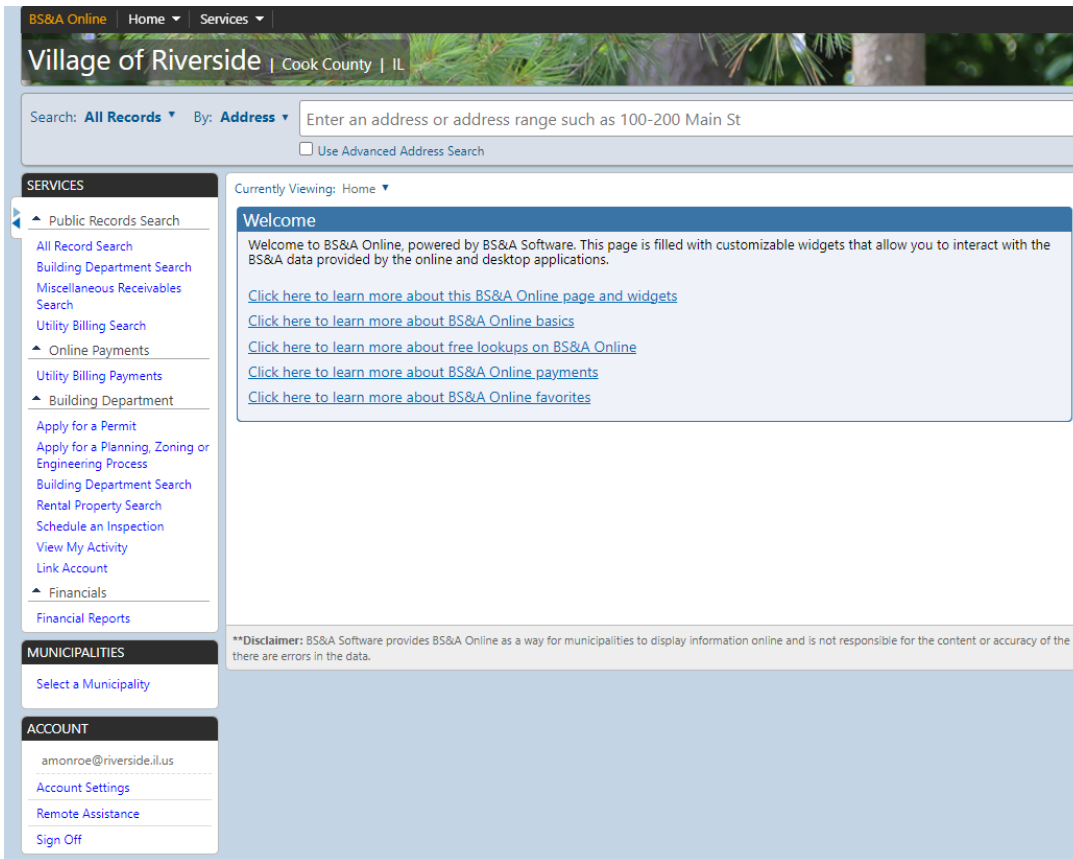 BS&A Online Home Services
Village of Riverside | Cook County | IL
Search: All Records By: Address Enter an address or address range such as 100-200 Main St
Use Advanced Address Search
SERVICES
Public Records Search
All Record Search
Building Department Search
Miscellaneous Receivables
Search
Utility Billing Search
Online Payments
Utility Billing Payments
Building Department
Apply for a Permit
Apply for a Planning, Zoning or
Engineering Process
Building Department Search
Rental Property Search
Schedule an Inspection
View My Activity
Link Account
Financials
Financial Reports
MUNICIPALITIES
Select a Municipality
ACCOUNT
amonroe@riverside.il.us
Account Settings
Remote Assistance
Sign Off
Currently Viewing: Home
Welcome
Welcome to BS&A Online, powered by BS&A Software. This page is filled with customizable widgets that allow you to interact with the
BS&A data provided by the online and desktop applications.
Click here to learn more about this BS&A Online page and widgets
Click here to learn more about BS&A Online basics
Click here to learn more about free lookups on BS&A Online
Click here to learn more about BS&A Online payments
Click here to learn more about BS&A Online favorites
**Disclaimer: BS&A Software provides BS&A Online as a way for municipalities to display information online and is not responsible for the content or accuracy of the
there are errors in the data.